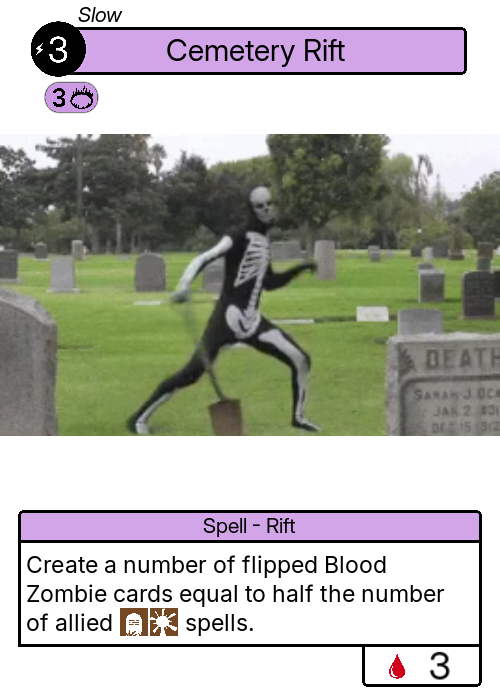 Slow
3
Cemetery Rift
3
DEATH
SARAH J.
Spell - Rift
Create a number of flipped Blood
Zombie cards equal to half the number
of allied spells.
3